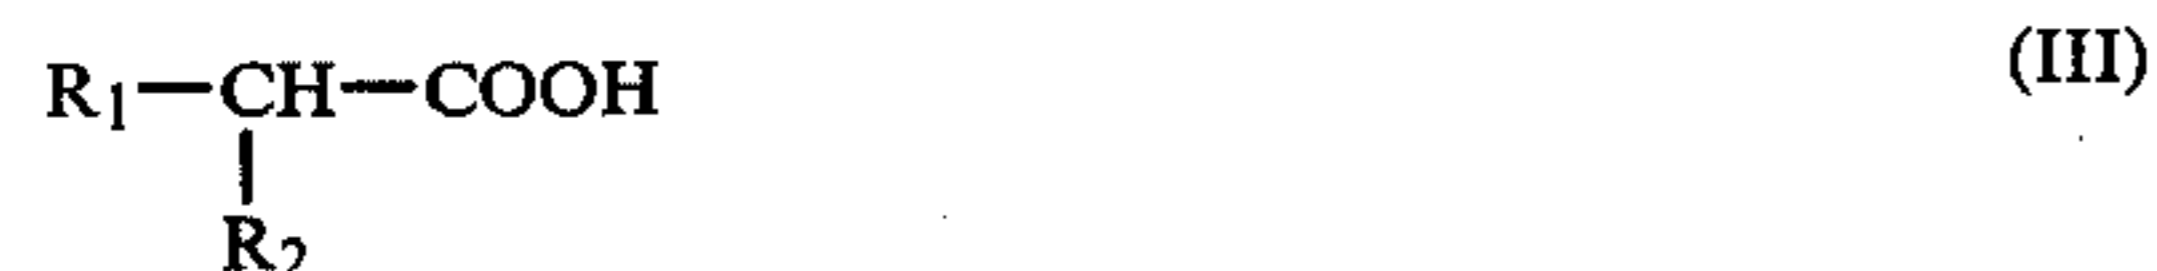 R₁—CH—COOH (III)
R₂